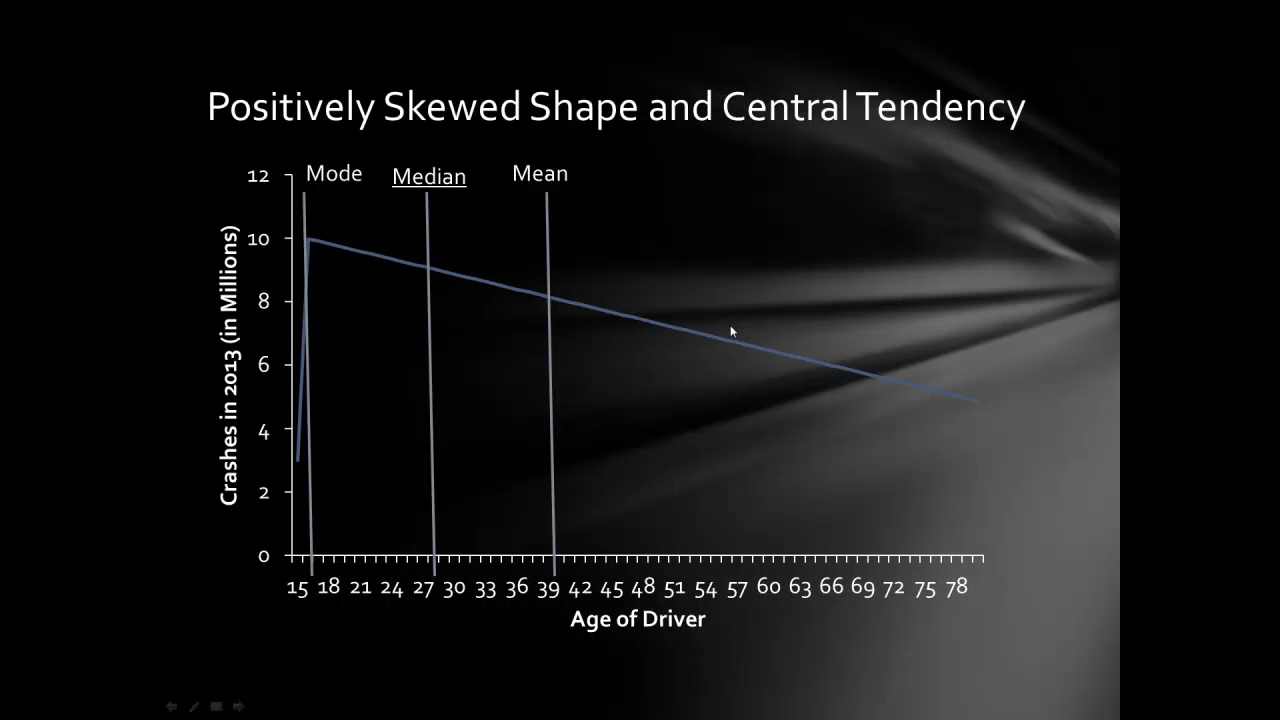 Positively Skewed Shape and Central Tendency
Mode Median Mean
12
10
8
6
4
2
0
Crashes in 2013 (in Millions)
15 18 21 24 27 30 33 36 39 42 45 48 51 54 57 60 63 66 69 72 75 78
Age of Driver